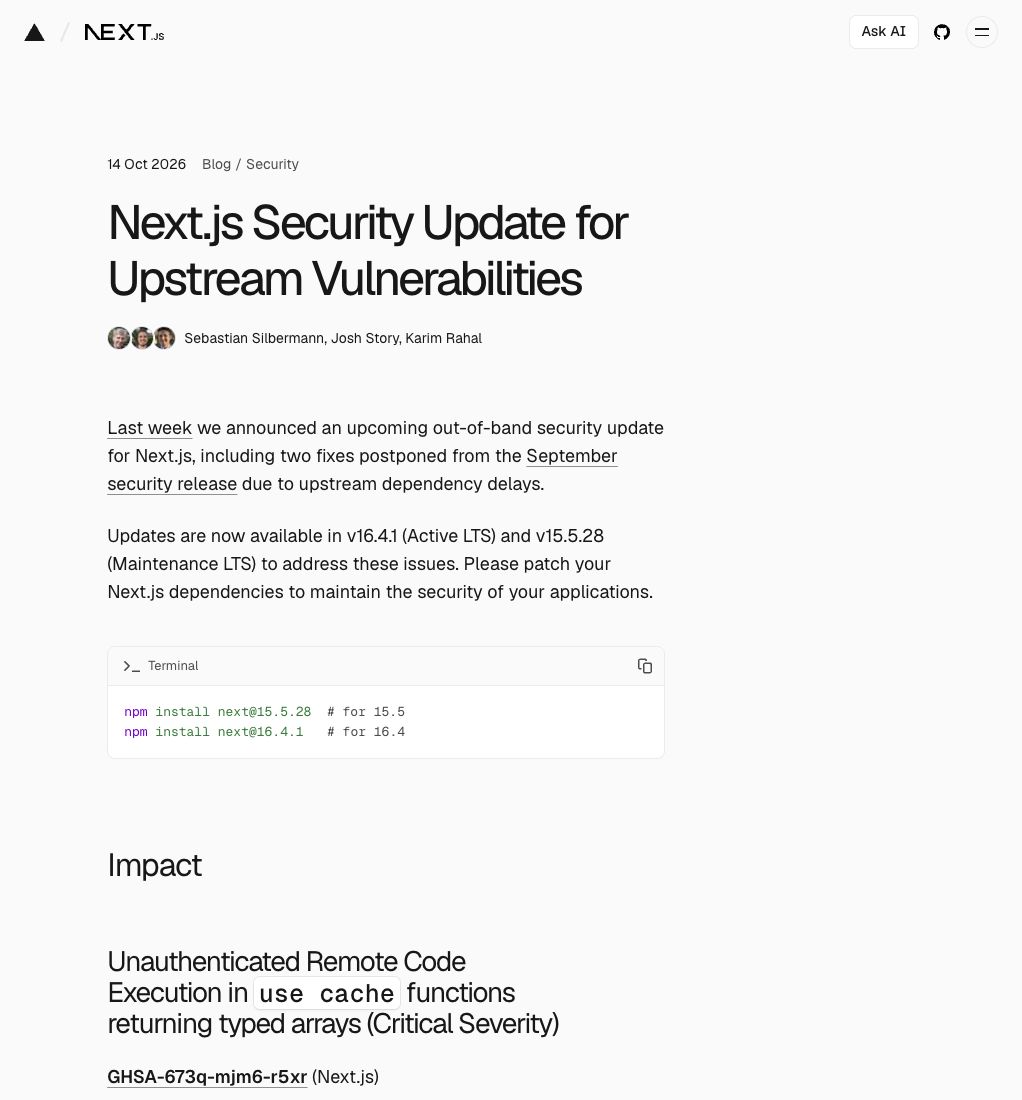 NEXT.JS
Ask AI
14 Oct 2026 Blog / Security
Next.js Security Update for
Upstream Vulnerabilities
Sebastian Silbermann, Josh Story, Karim Rahal
Last week we announced an upcoming out-of-band security update
for Next.js, including two fixes postponed from the September
security release due to upstream dependency delays.
Updates are now available in v16.4.1 (Active LTS) and v15.5.28
(Maintenance LTS) to address these issues. Please patch your
Next.js dependencies to maintain the security of your applications.
Terminal
npm install next@15.5.28 # for 15.5
npm install next@16.4.1 # for 16.4
Impact
Unauthenticated Remote Code
Execution in use cache functions
returning typed arrays (Critical Severity)
GHSA-673q-mjm6-r5xr (Next.js)